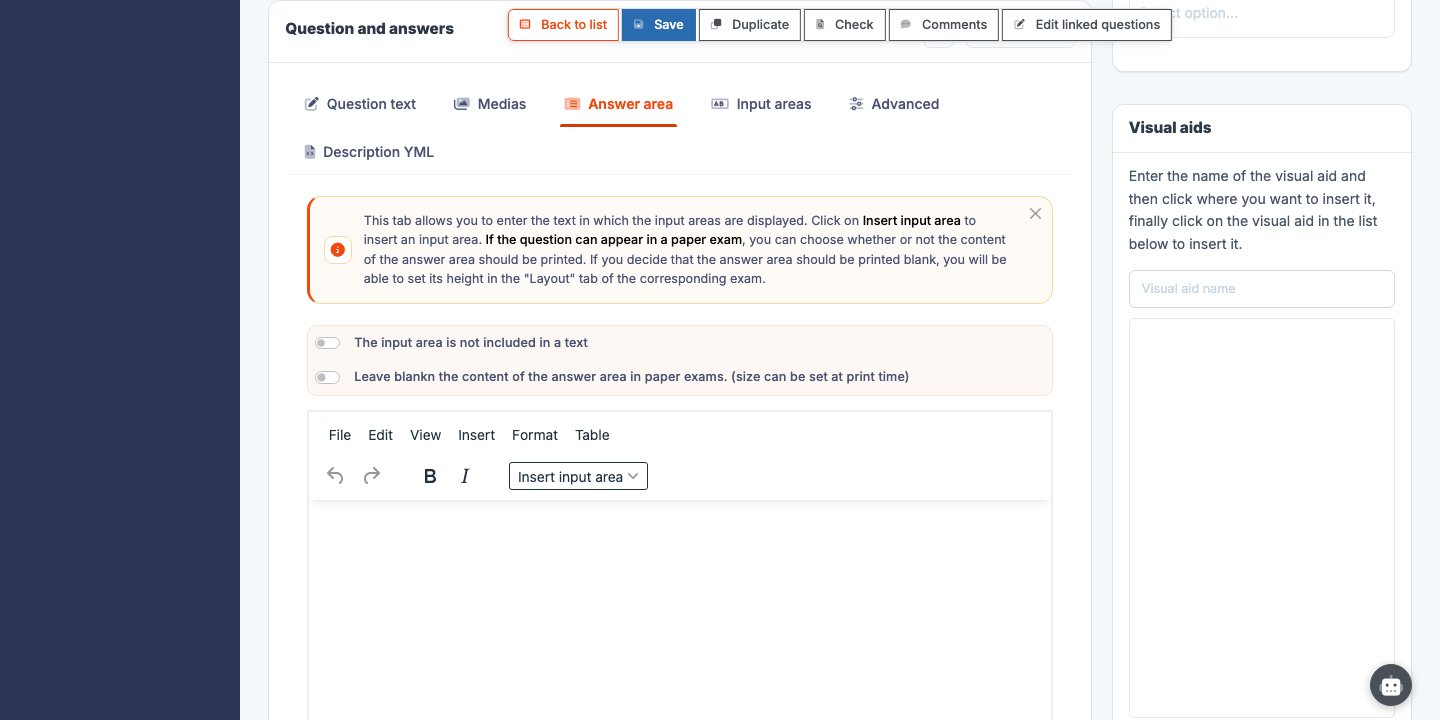 Question and answers
Back to list
Save
Duplicate
Check
Comments
Edit linked questions
option...
Question text
Medias
Answer area
Input areas
Advanced
Description YML
This tab allows you to enter the text in which the input areas are displayed. Click on Insert input area to
insert an input area. If the question can appear in a paper exam, you can choose whether or not the content
of the answer area should be printed. If you decide that the answer area should be printed blank, you will be
able to set its height in the "Layout" tab of the corresponding exam.
The input area is not included in a text
Leave blankn the content of the answer area in paper exams. (size can be set at print time)
File Edit View Insert Format Table
B I Insert input area
Visual aids
Enter the name of the visual aid and
then click where you want to insert it,
finally click on the visual aid in the list
below to insert it.
Visual aid name